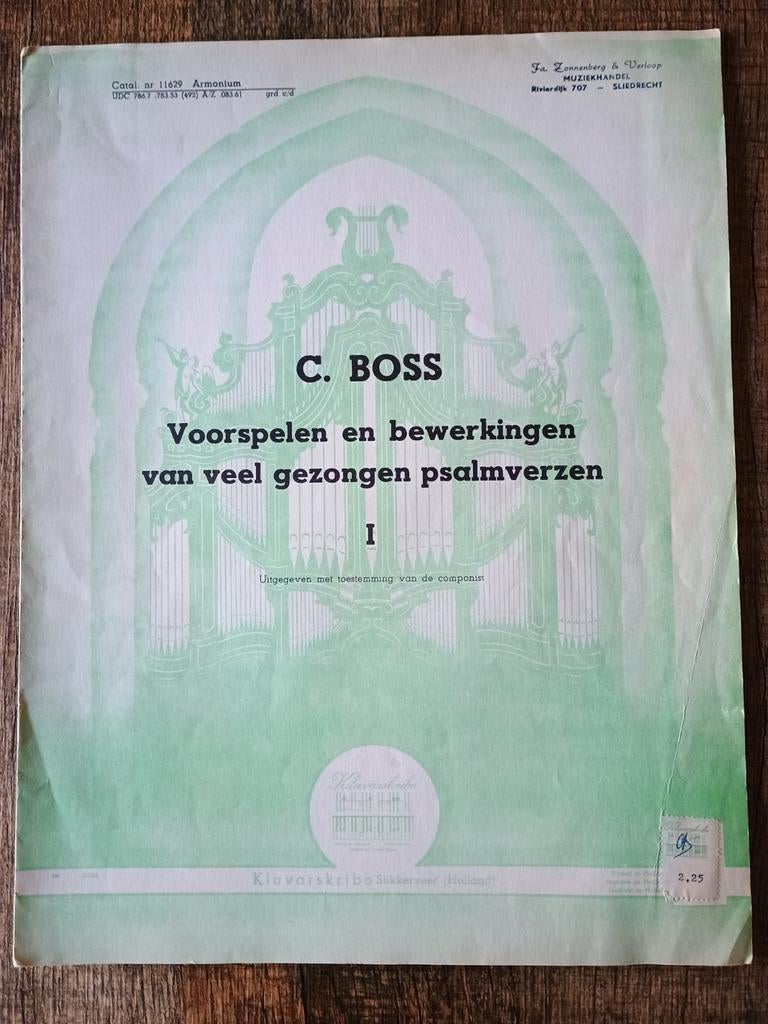 Catal. nr 11629 Armonium
UDC 786.7 :783.53 (492) A/Z 083.61 grd c/d
Fa. Zonnenberg & Verloop
MUZIEKHANDEL
Rivierdijk 707 — SLIEDRECHT
C. BOSS
Voorspelen en bewerkingen
van veel gezongen psalmverzen
I
Uitgegeven met toestemming van de componist
Klavarskribo
Klavarskribo Slikkerveer (Holland)
2,25